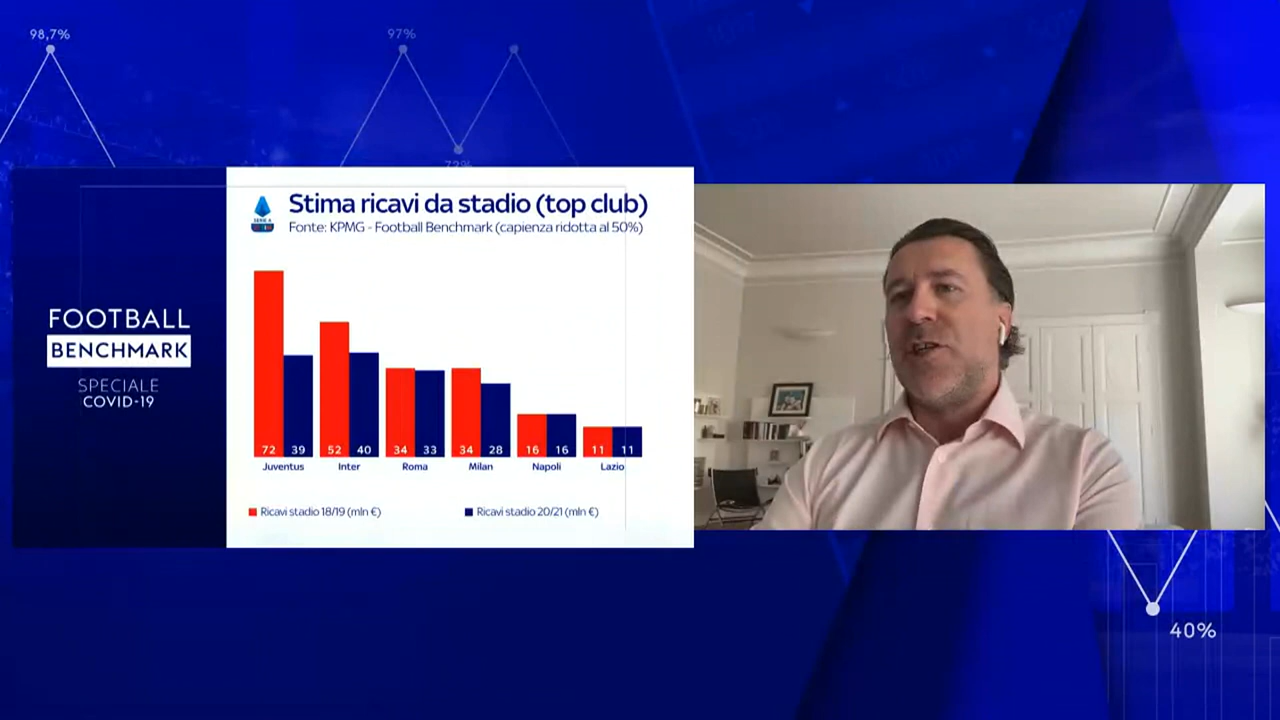 98,7%
97%
72%
Stima ricavi da stadio (top club)
Fonte: KPMG - Football Benchmark (capienza ridotta al 50%)
SERIE A
FOOTBALL
BENCHMARK
SPECIALE
COVID-19
72 39 52 40 34 33 34 28 16 16 11 11
Juventus Inter Roma Milan Napoli Lazio
Ricavi stadio 18/19 (mln €) Ricavi stadio 20/21 (mln €)
40%